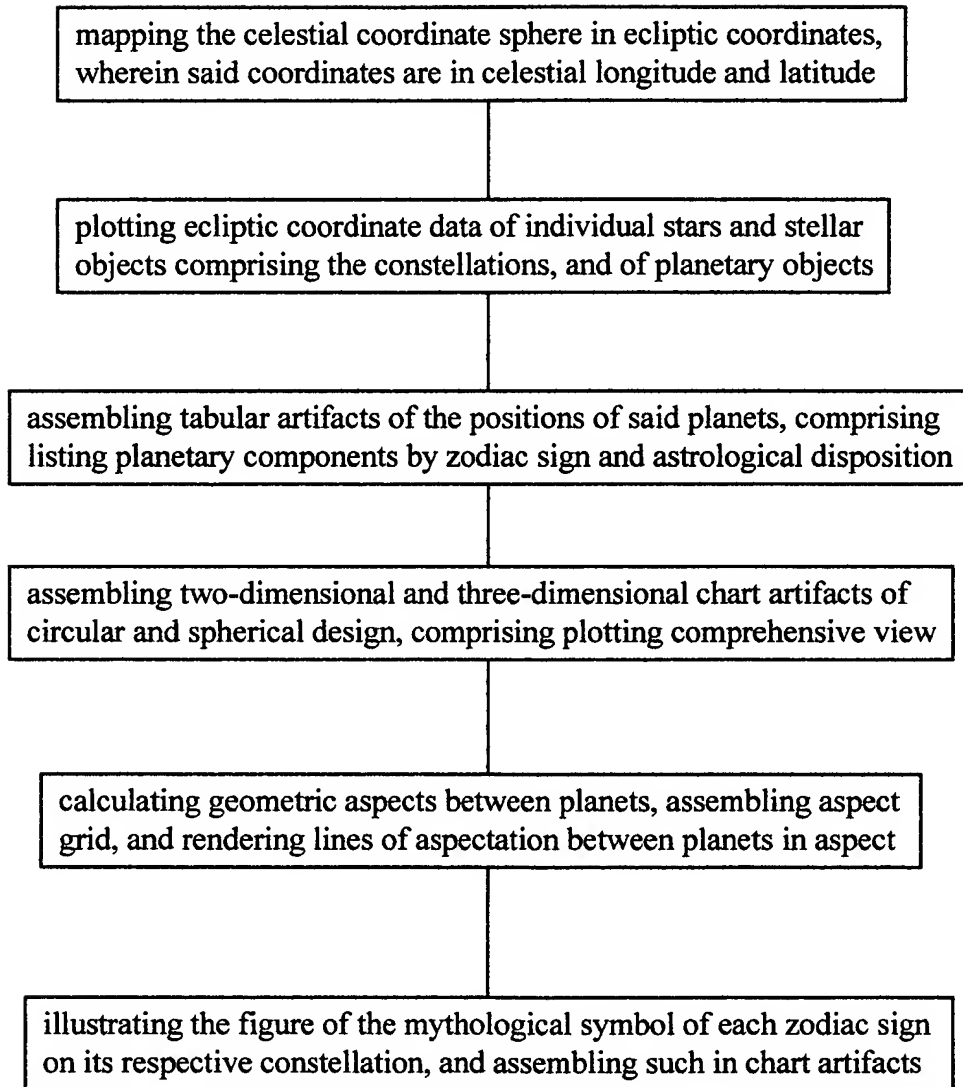 mapping the celestial coordinate sphere in ecliptic coordinates,
wherein said coordinates are in celestial longitude and latitude
plotting ecliptic coordinate data of individual stars and stellar
objects comprising the constellations, and of planetary objects
assembling tabular artifacts of the positions of said planets, comprising
listing planetary components by zodiac sign and astrological disposition
assembling two-dimensional and three-dimensional chart artifacts of
circular and spherical design, comprising plotting comprehensive view
calculating geometric aspects between planets, assembling aspect
grid, and rendering lines of aspectation between planets in aspect
illustrating the figure of the mythological symbol of each zodiac sign
on its respective constellation, and assembling such in chart artifacts